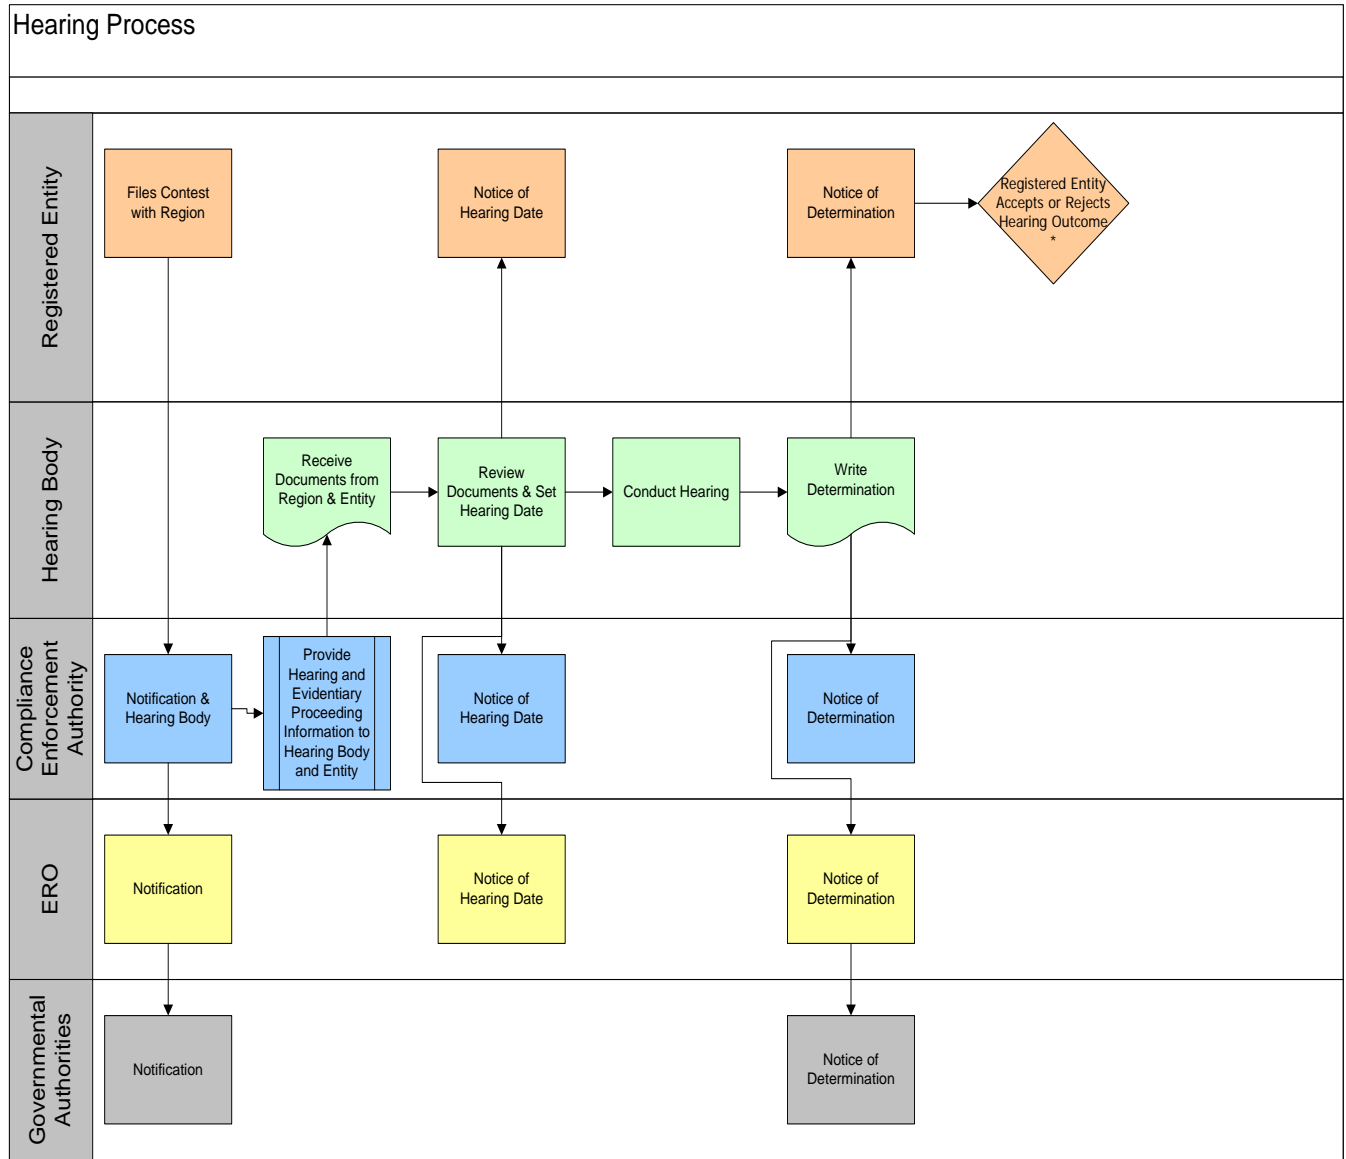 Hearing Process
Registered Entity
Files Contest
with Region
Notice of
Hearing Date
Notice of
Determination
Registered Entity
Accepts or Rejects
Hearing Outcome
*
Hearing Body
Receive
Documents from
Region & Entity
Review
Documents & Set
Hearing Date
Conduct Hearing
Write
Determination
Compliance
Enforcement
Authority
Notification &
Hearing Body
Provide
Hearing and
Evidentiary
Proceeding
Information to
Hearing Body
and Entity
Notice of
Hearing Date
Notice of
Determination
ERO
Notification
Notice of
Hearing Date
Notice of
Determination
Governmental
Authorities
Notification
Notice of
Determination